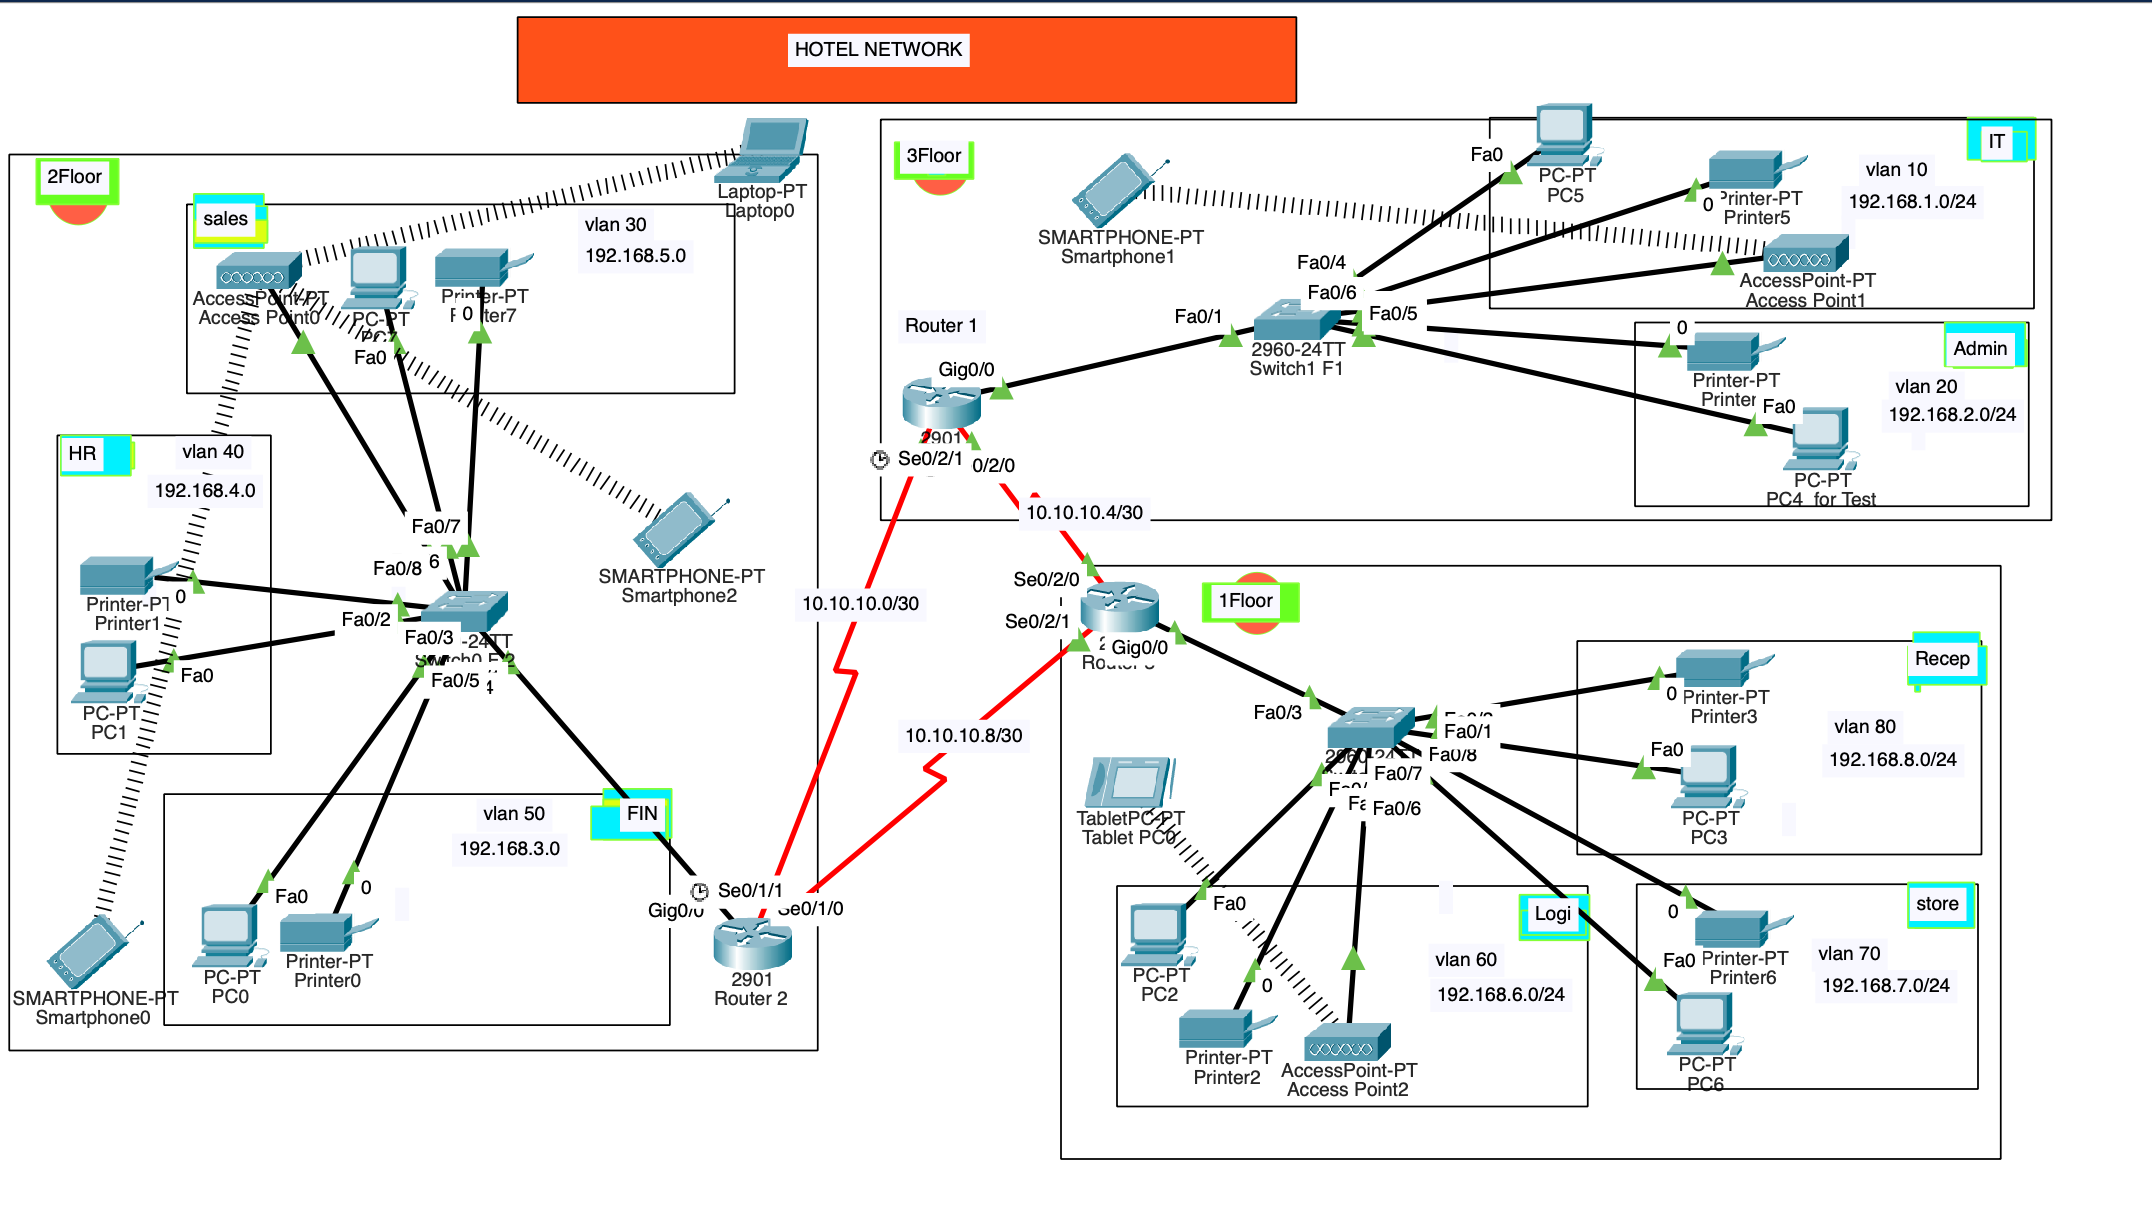 HOTEL NETWORK
2Floor
sales
vlan 30
192.168.5.0
Laptop-PT
Laptop0
AccessPoint-PT
Access Point0
PC-PT
Fa0
Printer-PT
0
HR
vlan 40
192.168.4.0
Printer1
0
PC-PT
PC1
Fa0
Fa0/7
Fa0/8
6
Fa0/2
Fa0/3
-24TT
Fa0/5
SMARTPHONE-PT
Smartphone2
vlan 50
192.168.3.0
FIN
Fa0
0
PC-PT
PC0
Printer-PT
Printer0
SMARTPHONE-PT
Smartphone0
Se0/1/1
Se0/1/0
Gig0/0
2901
Router 2
10.10.10.0/30
10.10.10.8/30
10.10.10.4/30
3Floor
SMARTPHONE-PT
Smartphone1
Router 1
Gig0/0
2901
Se0/2/1
0/2/0
Fa0/1
Fa0/4
Fa0/6
Fa0/5
2960-24TT
Switch1 F1
IT
vlan 10
192.168.1.0/24
Fa0
PC-PT
PC5
0
Printer-PT
Printer5
AccessPoint-PT
Access Point1
Admin
vlan 20
192.168.2.0/24
0
Printer-PT
Printer
Fa0
PC-PT
PC4 for Test
1Floor
Se0/2/0
Se0/2/1
Gig0/0
Fa0/3
Fa0/1
Fa0/8
Fa0/7
Fa0/6
TabletPC-PT
Tablet PC0
Recep
vlan 80
192.168.8.0/24
0
Printer-PT
Printer3
Fa0
PC-PT
PC3
Logi
vlan 60
192.168.6.0/24
Fa0
PC-PT
PC2
0
Printer-PT
Printer2
AccessPoint-PT
Access Point2
store
vlan 70
192.168.7.0/24
0
Printer-PT
Printer6
Fa0
PC-PT
PC6